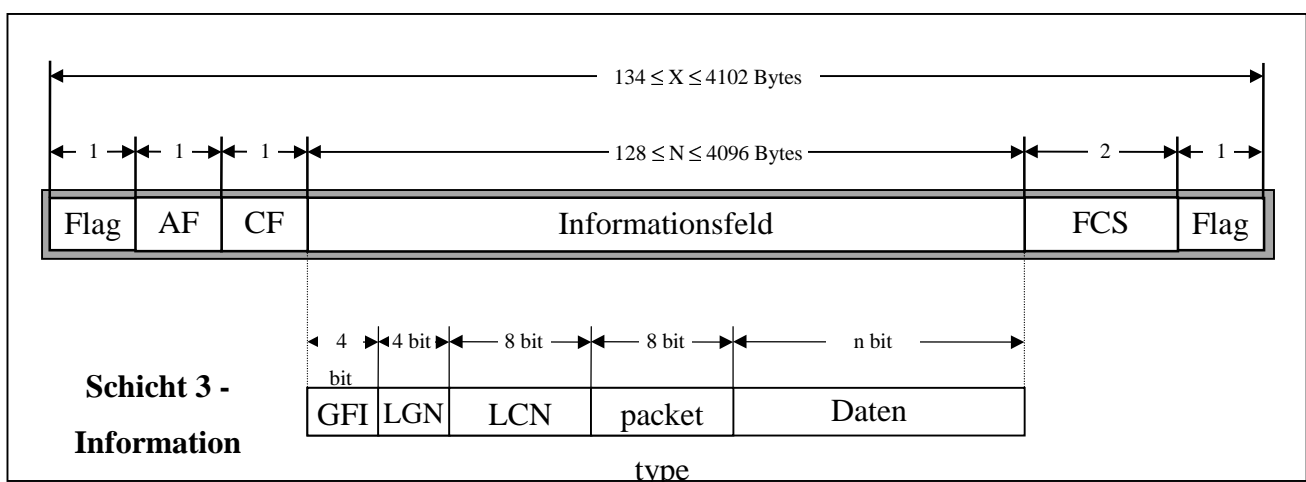 134 ≤ X ≤ 4102 Bytes
1 1 1 128 ≤ N ≤ 4096 Bytes 2 1
Flag AF CF Informationsfeld FCS Flag
4 4 bit 8 bit 8 bit n bit
bit
Schicht 3 -
GFI LGN LCN packet Daten
Information
type